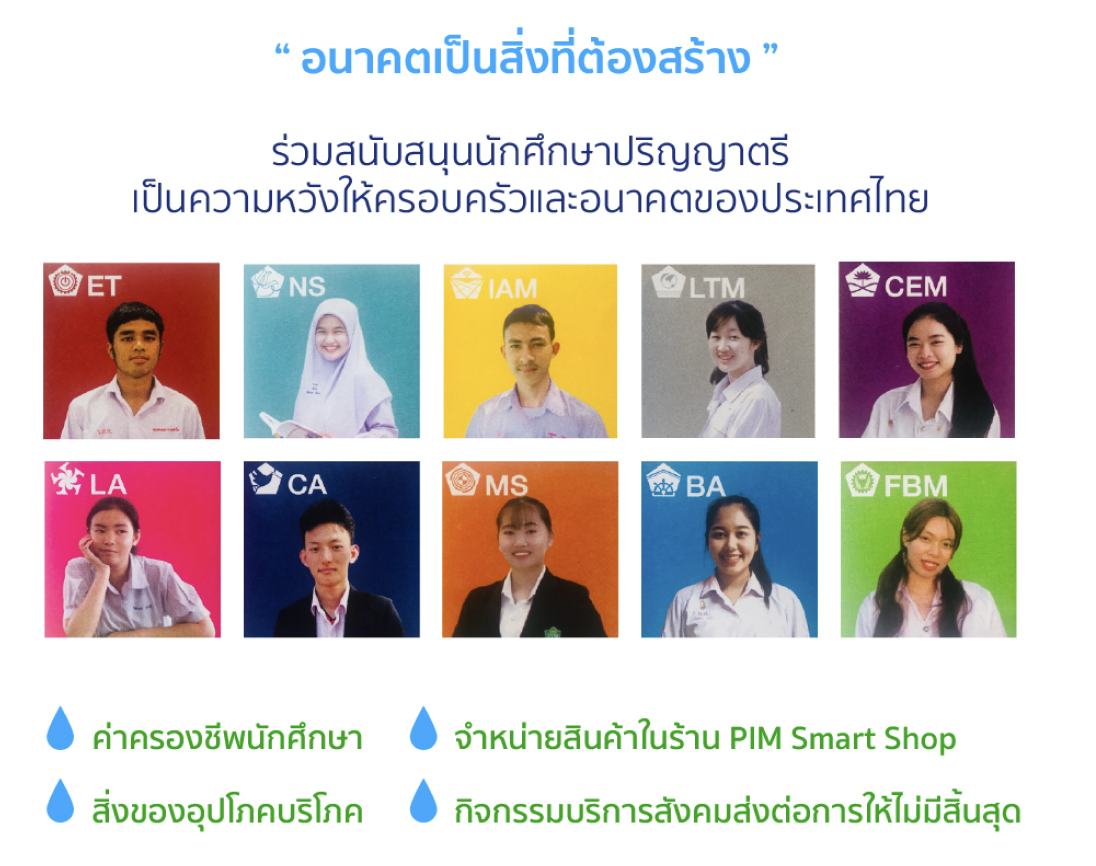 “ อนาคตเป็นสิ่งที่ต้องสร้าง ”
ร่วมสนับสนุนนักศึกษาปริญญาตรี
เป็นความหวังให้ครอบครัวและอนาคตของประเทศไทย
ET NS IAM LTM CEM
LA CA MS BA FBM
ค่าครองชีพนักศึกษา จำหน่ายสินค้าในร้าน PIM Smart Shop
สิ่งของอุปโภคบริโภค กิจกรรมบริการสังคมส่งต่อการให้ไม่มีสิ้นสุด